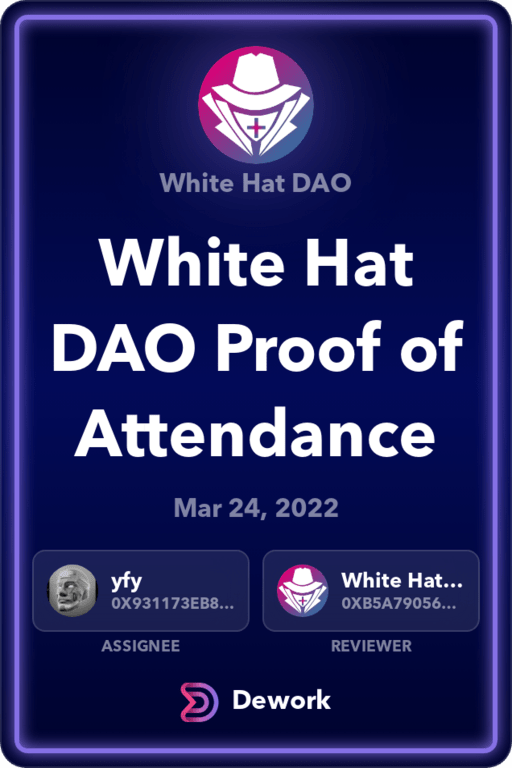 White Hat DAO
White Hat
DAO Proof of
Attendance
Mar 24, 2022
yfy
0X931173EB8...
ASSIGNEE
White Hat...
0XB5A79056...
REVIEWER
Dework